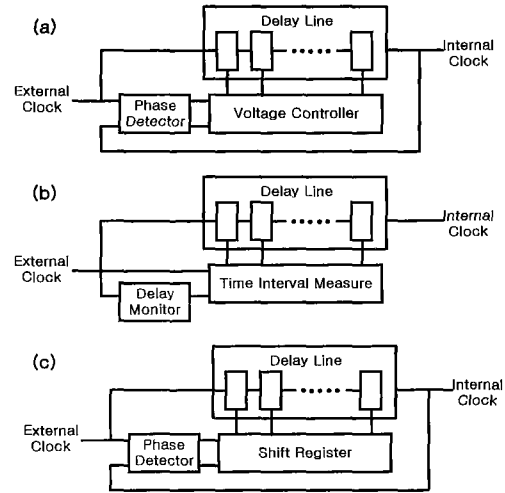 (a)
Delay Line
Internal
Clock
External
Clock
Phase
Detector
Voltage Controller
(b)
Delay Line
Internal
Clock
External
Clock
Time Interval Measure
Delay
Monitor
(c)
Delay Line
Internal
Clock
External
Clock
Phase
Detector
Shift Register